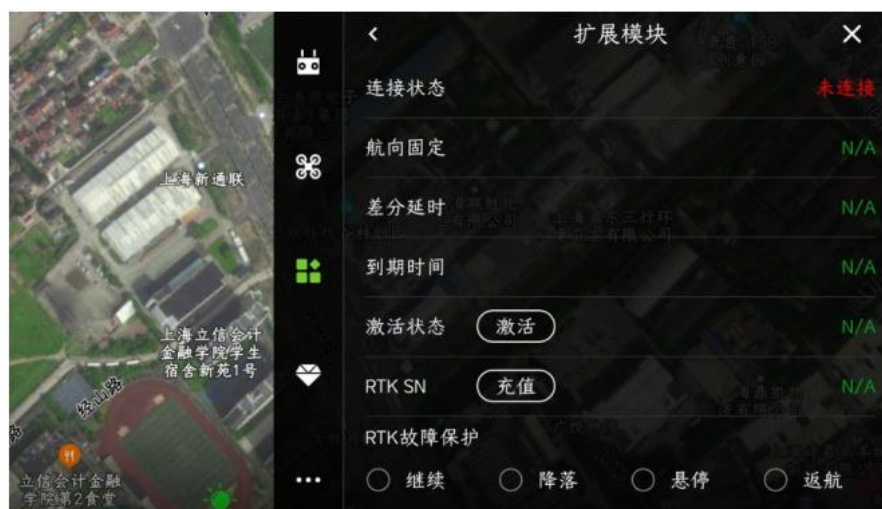 扩展模块
连接状态 未连接
航向固定 N/A
差分延时 N/A
到期时间 N/A
激活状态 激活 N/A
RTK SN 充值 N/A
RTK故障保护
继续 降落 悬停 返航
上海新通联
上海立信会计
金融学院学生
宿舍新苑1号
经山路
路
立信会计金融
学院第2食堂